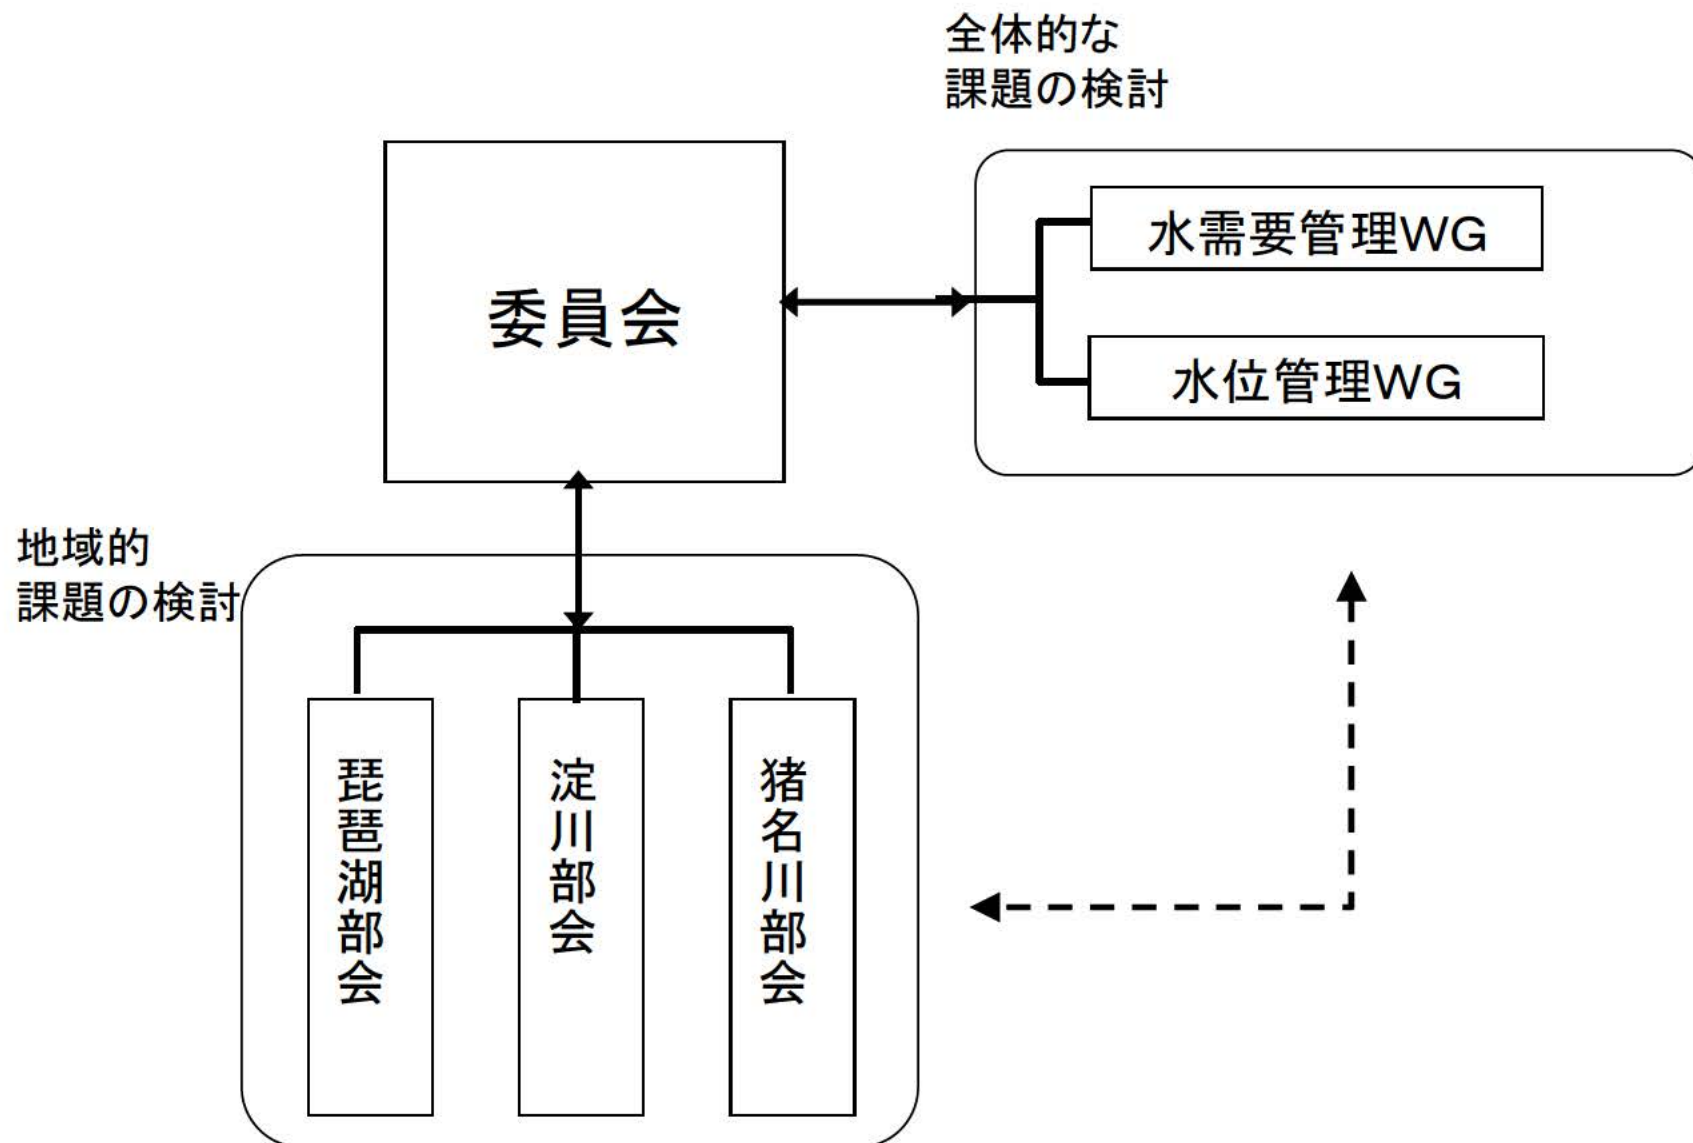 全体的な
課題の検討
委員会
水需要管理WG
水位管理WG
地域的
課題の検討
琵琶湖部会
淀川部会
猪名川部会